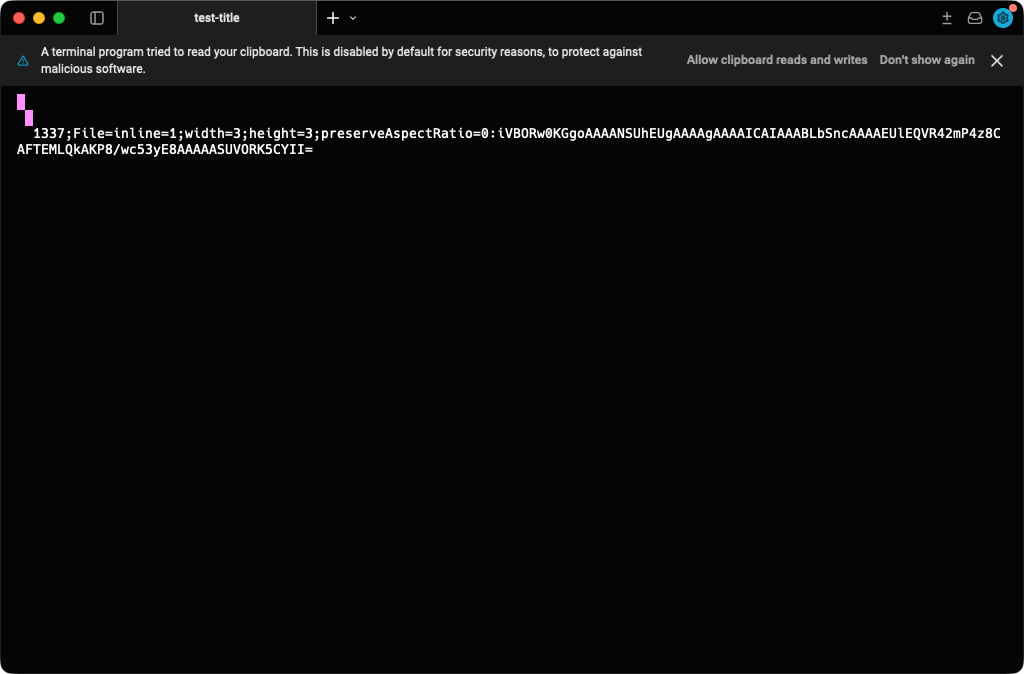 test-title
A terminal program tried to read your clipboard. This is disabled by default for security reasons, to protect against
malicious software.
Allow clipboard reads and writes
Don't show again
1337;File=inline=1;width=3;height=3;preserveAspectRatio=0:iVBORw0KGgoAAAANSUhEUgAAAAgAAAAICAIAAABLbSncAAAAEUlEQVR42mP4z8C
AFTEMLQkAKP8/wc53yE8AAAAASUVORK5CYII=